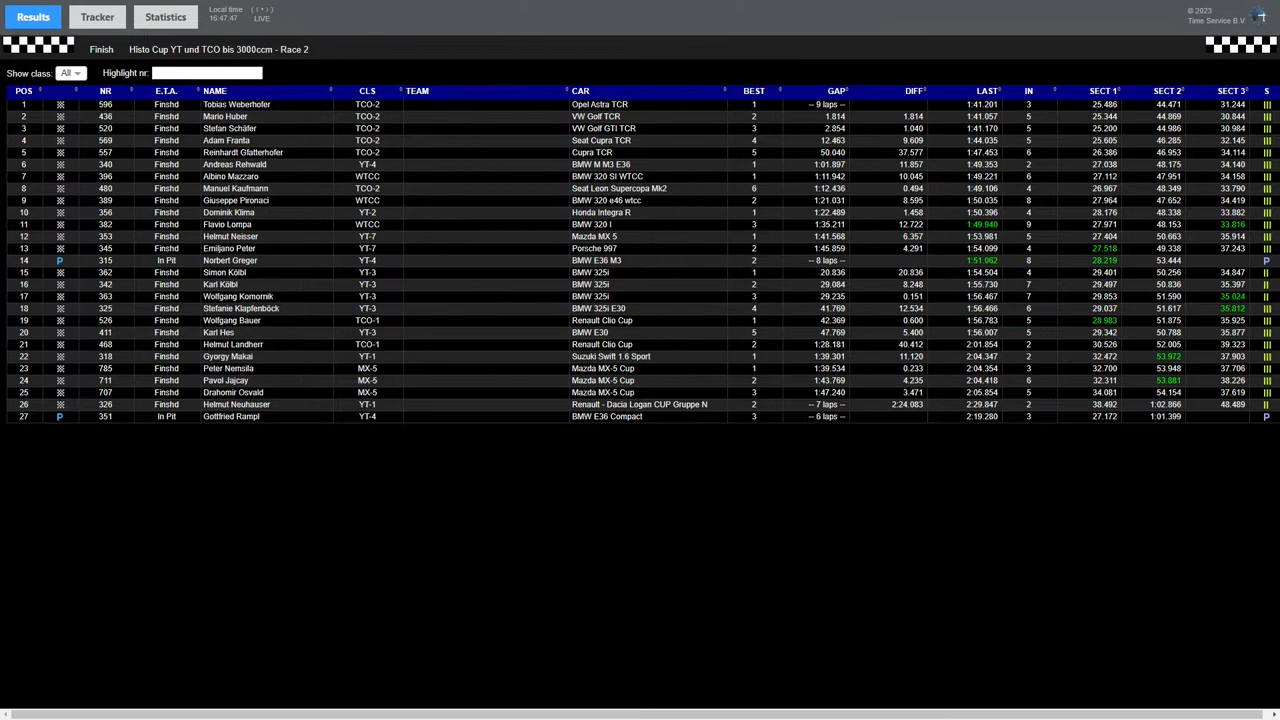 Results Tracker Statistics Local time ((•)) © 2023
16:47:47 LIVE Time Service B.V.
Finish Histo Cup YT und TCO bis 3000ccm - Race 2
Show class: All Highlight nr:
POS NR E.T.A. NAME CLS TEAM CAR BEST GAP DIFF LAST IN SECT 1 SECT 2 SECT 3 S
1 596 Finshd Tobias Weberhofer TCO-2 Opel Astra TCR 1 -- 9 laps -- 1:41.201 3 25.486 44.471 31.244
2 436 Finshd Mario Huber TCO-2 VW Golf TCR 2 1.814 1.814 1:41.057 5 25.344 44.869 30.844
3 520 Finshd Stefan Schäfer TCO-2 VW Golf GTI TCR 3 2.854 1.040 1:41.170 5 25.200 44.986 30.984
4 569 Finshd Adam Franta TCO-2 Seat Cupra TCR 4 12.463 9.609 1:44.035 5 25.605 46.285 32.145
5 557 Finshd Reinhardt Gfatterhofer TCO-2 Cupra TCR 5 50.040 37.577 1:47.453 6 26.386 46.953 34.114
6 340 Finshd Andreas Rehwald YT-4 BMW M M3 E36 1 1:01.897 11.857 1:49.353 2 27.038 48.175 34.140
7 396 Finshd Albino Mazzaro WTCC BMW 320 SI WTCC 1 1:11.942 10.045 1:49.221 6 27.112 47.951 34.158
8 480 Finshd Manuel Kaufmann TCO-2 Seat Leon Supercopa Mk2 6 1:12.436 0.494 1:49.106 4 26.967 48.349 33.790
9 389 Finshd Giuseppe Pironaci WTCC BMW 320 e46 wtcc 2 1:21.031 8.595 1:50.035 8 27.964 47.652 34.419
10 356 Finshd Dominik Klima YT-2 Honda Integra R 1 1:22.489 1.458 1:50.396 4 28.176 48.338 33.882
11 382 Finshd Flavio Lompa WTCC BMW 320 I 3 1:35.211 12.722 1:49.940 9 27.971 48.153 33.816
12 353 Finshd Helmut Neisser YT-7 Mazda MX 5 1 1:41.568 6.357 1:53.981 5 27.404 50.663 35.914
13 345 Finshd Emiljano Peter YT-7 Porsche 997 2 1:45.859 4.291 1:54.099 4 27.518 49.338 37.243
14 P 315 In Pit Norbert Greger YT-4 BMW E36 M3 2 -- 8 laps -- 1:51.062 8 28.219 53.444 P
15 362 Finshd Simon Kölbl YT-3 BMW 325i 1 20.836 20.836 1:54.504 4 29.401 50.256 34.847
16 342 Finshd Karl Kölbl YT-3 BMW 325i 2 29.084 8.248 1:55.730 7 29.497 50.836 35.397
17 363 Finshd Wolfgang Komornik YT-3 BMW 325i 3 29.235 0.151 1:56.467 7 29.853 51.590 35.024
18 325 Finshd Stefanie Klapfenböck YT-3 BMW 325i E30 4 41.769 12.534 1:56.466 6 29.037 51.617 35.812
19 526 Finshd Wolfgang Bauer TCO-1 Renault Clio Cup 1 42.369 0.600 1:56.783 5 28.983 51.875 35.925
20 411 Finshd Karl Hes YT-3 BMW E30 5 47.769 5.400 1:56.007 5 29.342 50.788 35.877
21 468 Finshd Helmut Landherr TCO-1 Renault Clio Cup 2 1:28.181 40.412 2:01.854 2 30.526 52.005 39.323
22 318 Finshd Gyorgy Makai YT-1 Suzuki Swift 1.6 Sport 1 1:39.301 11.120 2:04.347 2 32.472 53.972 37.903
23 785 Finshd Peter Nemsila MX-5 Mazda MX-5 Cup 1 1:39.534 0.233 2:04.354 3 32.700 53.948 37.706
24 711 Finshd Pavol Jajcay MX-5 Mazda MX-5 Cup 2 1:43.769 4.235 2:04.418 6 32.311 53.881 38.226
25 707 Finshd Drahomir Osvald MX-5 Mazda MX-5 Cup 3 1:47.240 3.471 2:05.854 5 34.081 54.154 37.619
26 326 Finshd Helmut Neuhauser YT-1 Renault - Dacia Logan CUP Gruppe N 2 -- 7 laps -- 2:24.083 2:29.847 2 38.492 1:02.866 48.489
27 P 351 In Pit Gottfried Rampl YT-4 BMW E36 Compact 3 -- 6 laps -- 2:19.280 2 27.172 1:01.399 P